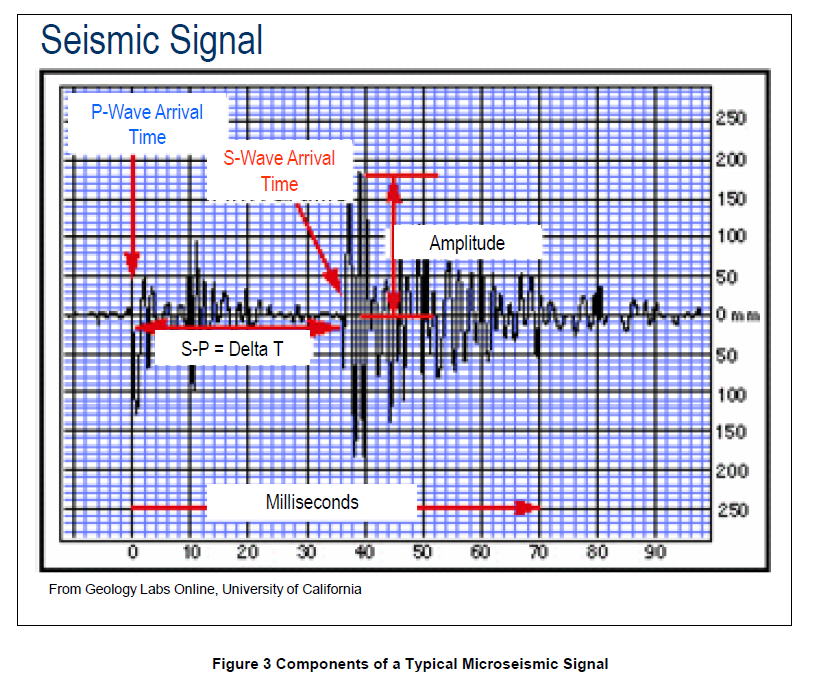 Seismic Signal
P-Wave Arrival
Time
S-Wave Arrival
Time
Amplitude
S-P = Delta T
Milliseconds
250
200
150
100
50
0 mm
50
100
150
200
250
0 10 20 30 40 50 60 70 80 90
From Geology Labs Online, University of California
Figure 3 Components of a Typical Microseismic Signal